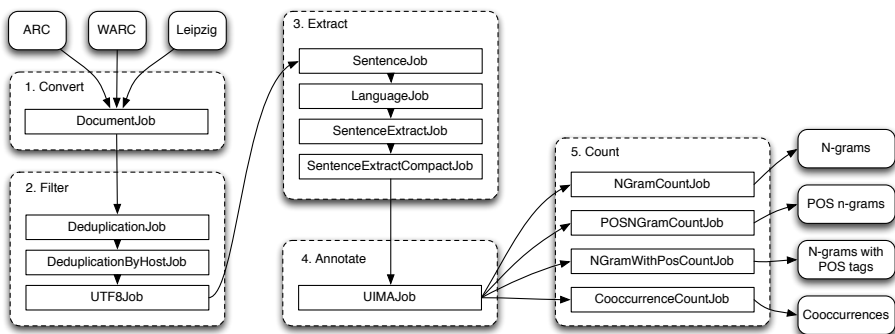 ARC
WARC
Leipzig
1. Convert
DocumentJob
2. Filter
DeduplicationJob
DeduplicationByHostJob
UTF8Job
3. Extract
SentenceJob
LanguageJob
SentenceExtractJob
SentenceExtractCompactJob
4. Annotate
UIMAJob
5. Count
NGramCountJob
POSNGramCountJob
NGramWithPosCountJob
CooccurrenceCountJob
N-grams
POS n-grams
N-grams with
POS tags
Cooccurrences